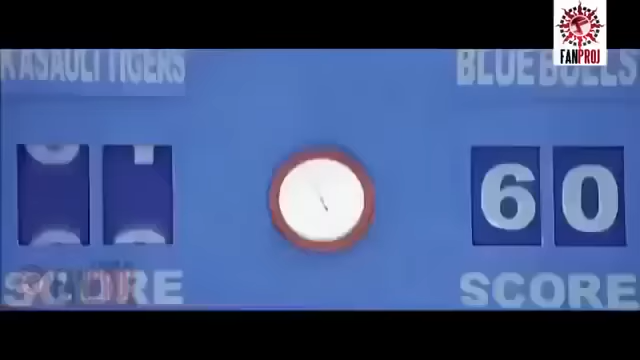 FANPROJ
KASAULI TIGERS
BLUE BULLS
60
SCORE
SCORE